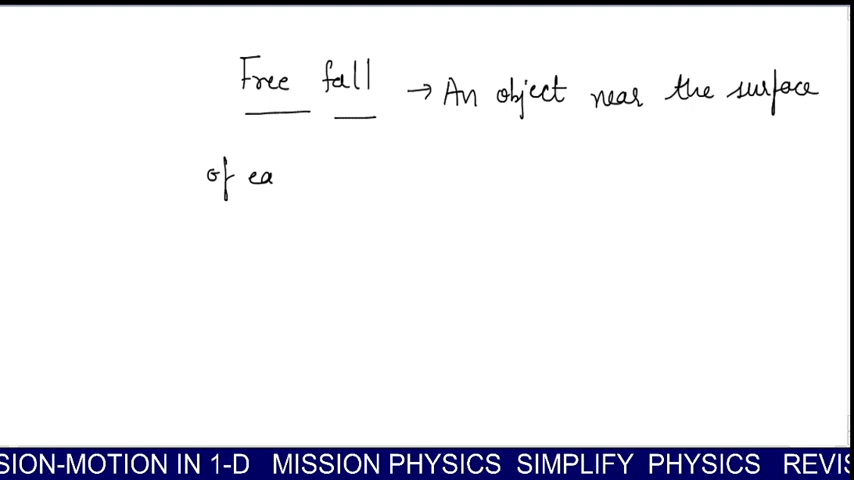 Free fall → An object near the surface
of ea
SION-MOTION IN 1-D MISSION PHYSICS SIMPLIFY PHYSICS REVIS